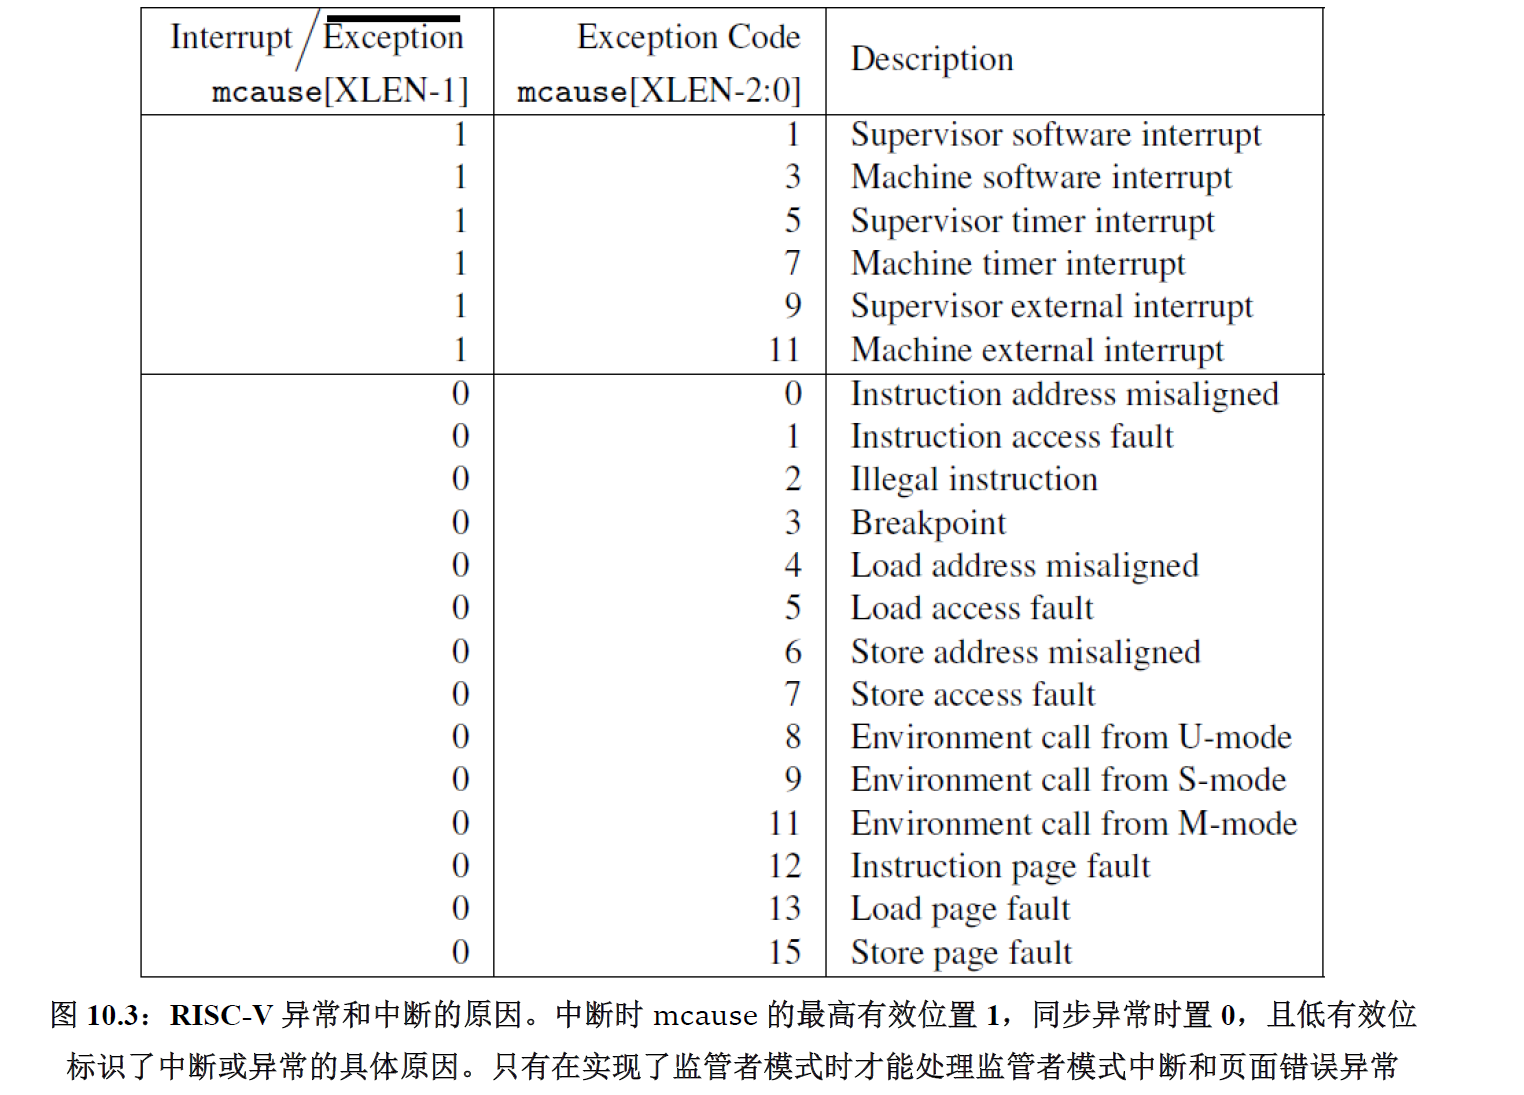 Interrupt / Exception Exception Code Description
mcause[XLEN-1] mcause[XLEN-2:0]
1 1 Supervisor software interrupt
1 3 Machine software interrupt
1 5 Supervisor timer interrupt
1 7 Machine timer interrupt
1 9 Supervisor external interrupt
1 11 Machine external interrupt
0 0 Instruction address misaligned
0 1 Instruction access fault
0 2 Illegal instruction
0 3 Breakpoint
0 4 Load address misaligned
0 5 Load access fault
0 6 Store address misaligned
0 7 Store access fault
0 8 Environment call from U-mode
0 9 Environment call from S-mode
0 11 Environment call from M-mode
0 12 Instruction page fault
0 13 Load page fault
0 15 Store page fault
图 10.3：RISC-V 异常和中断的原因。中断时 mcause 的最高有效位置 1，同步异常时置 0，且低有效位
标识了中断或异常的具体原因。只有在实现了监管者模式时才能处理监管者模式中断和页面错误异常